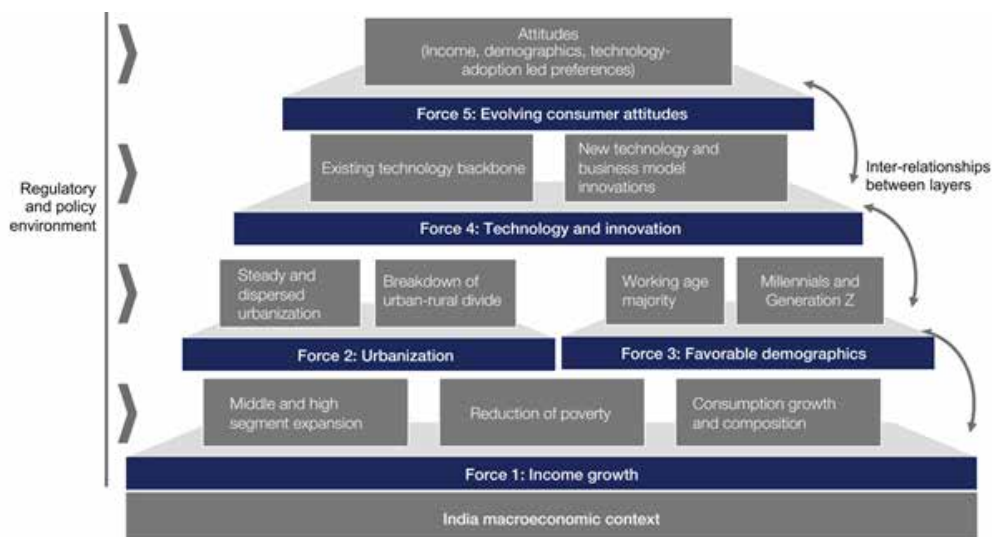 Attitudes
(Income, demographics, technology-
adoption led preferences)
Force 5: Evolving consumer attitudes
Existing technology backbone
New technology and
business model
innovations
Inter-relationships
between layers
Regulatory
and policy
environment
Force 4: Technology and innovation
Steady and
dispersed
urbanization
Breakdown of
urban-rural divide
Working age
majority
Millennials and
Generation Z
Force 2: Urbanization
Force 3: Favorable demographics
Middle and high
segment expansion
Reduction of poverty
Consumption growth
and composition
Force 1: Income growth
India macroeconomic context